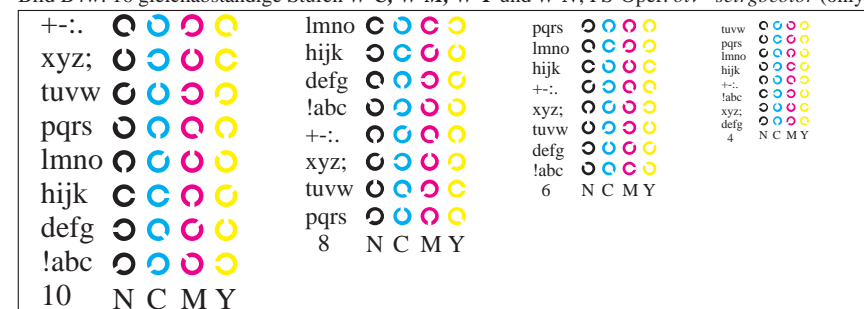 +-:.
xyz;
tuvw
pqrs
lmno
hijk
defg
!abc
10 N C M Y
lmno
hijk
defg
!abc
+-:.
xyz;
tuvw
pqrs
8 N C M Y
pqrs
lmno
hijk
+-:.
xyz;
tuvw
defg
!abc
6 N C M Y
tuvw
pqrs
lmno
hijk
+-:.
!abc
xyz;
defg
4 N C M Y